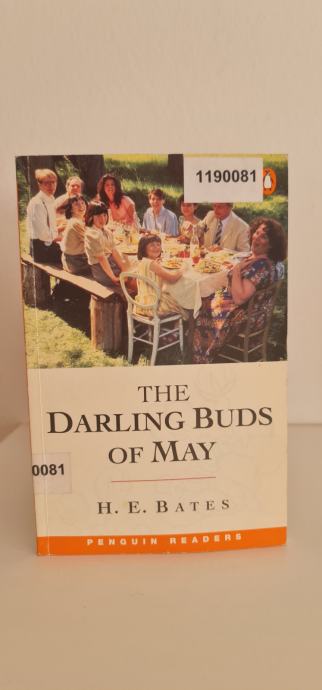 1190081
THE
DARLING BUDS
OF MAY
0081
H. E. BATES
PENGUIN READERS